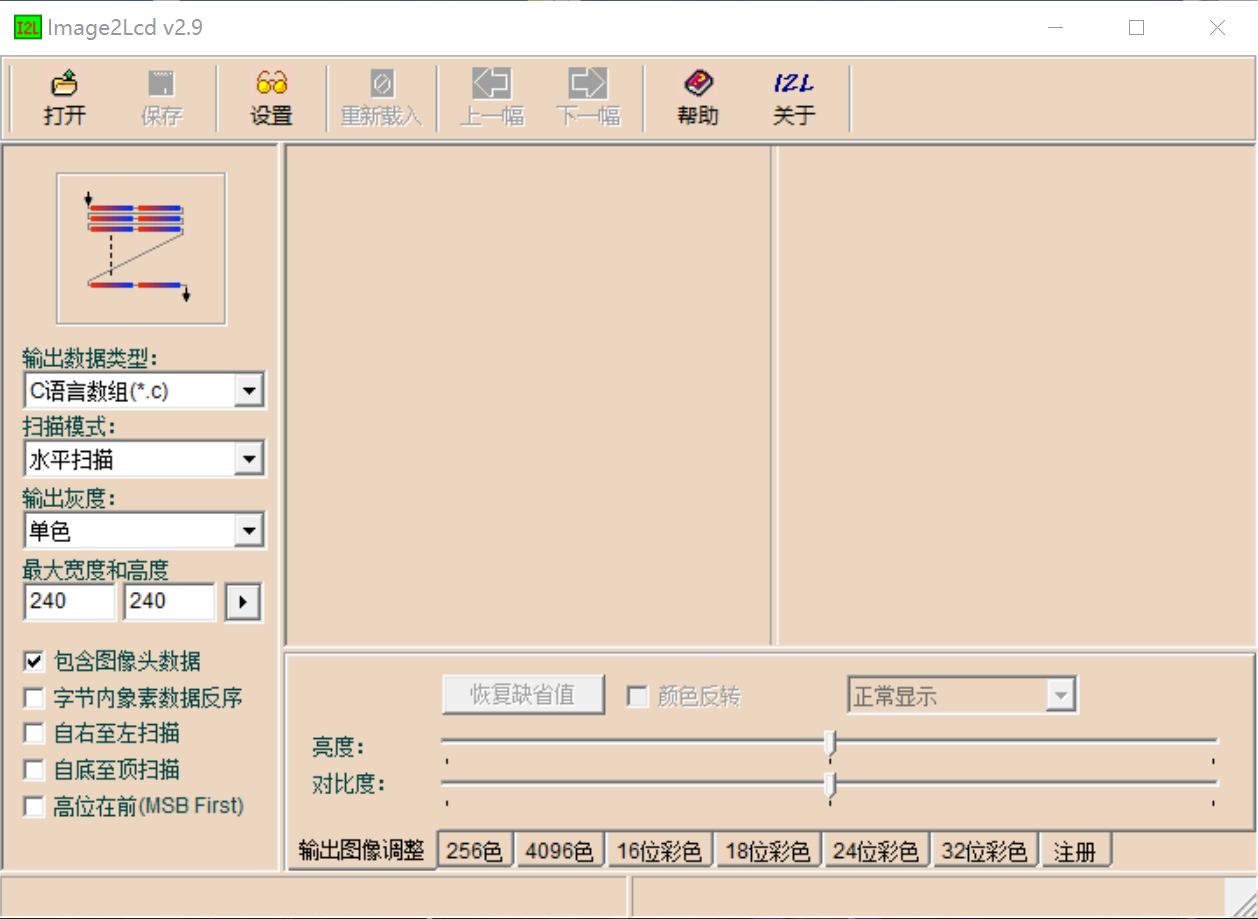 I2L Image2Lcd v2.9
打开 保存 设置 重新载入 上一幅 下一幅 帮助 I2L 关于
输出数据类型:
C语言数组(*.c)
扫描模式:
水平扫描
输出灰度:
单色
最大宽度和高度
240 240
包含图像头数据
字节内象素数据反序
自右至左扫描
自底至顶扫描
高位在前(MSB First)
恢复缺省值 颜色反转 正常显示
亮度:
对比度:
输出图像调整 256色 4096色 16位彩色 18位彩色 24位彩色 32位彩色 注册